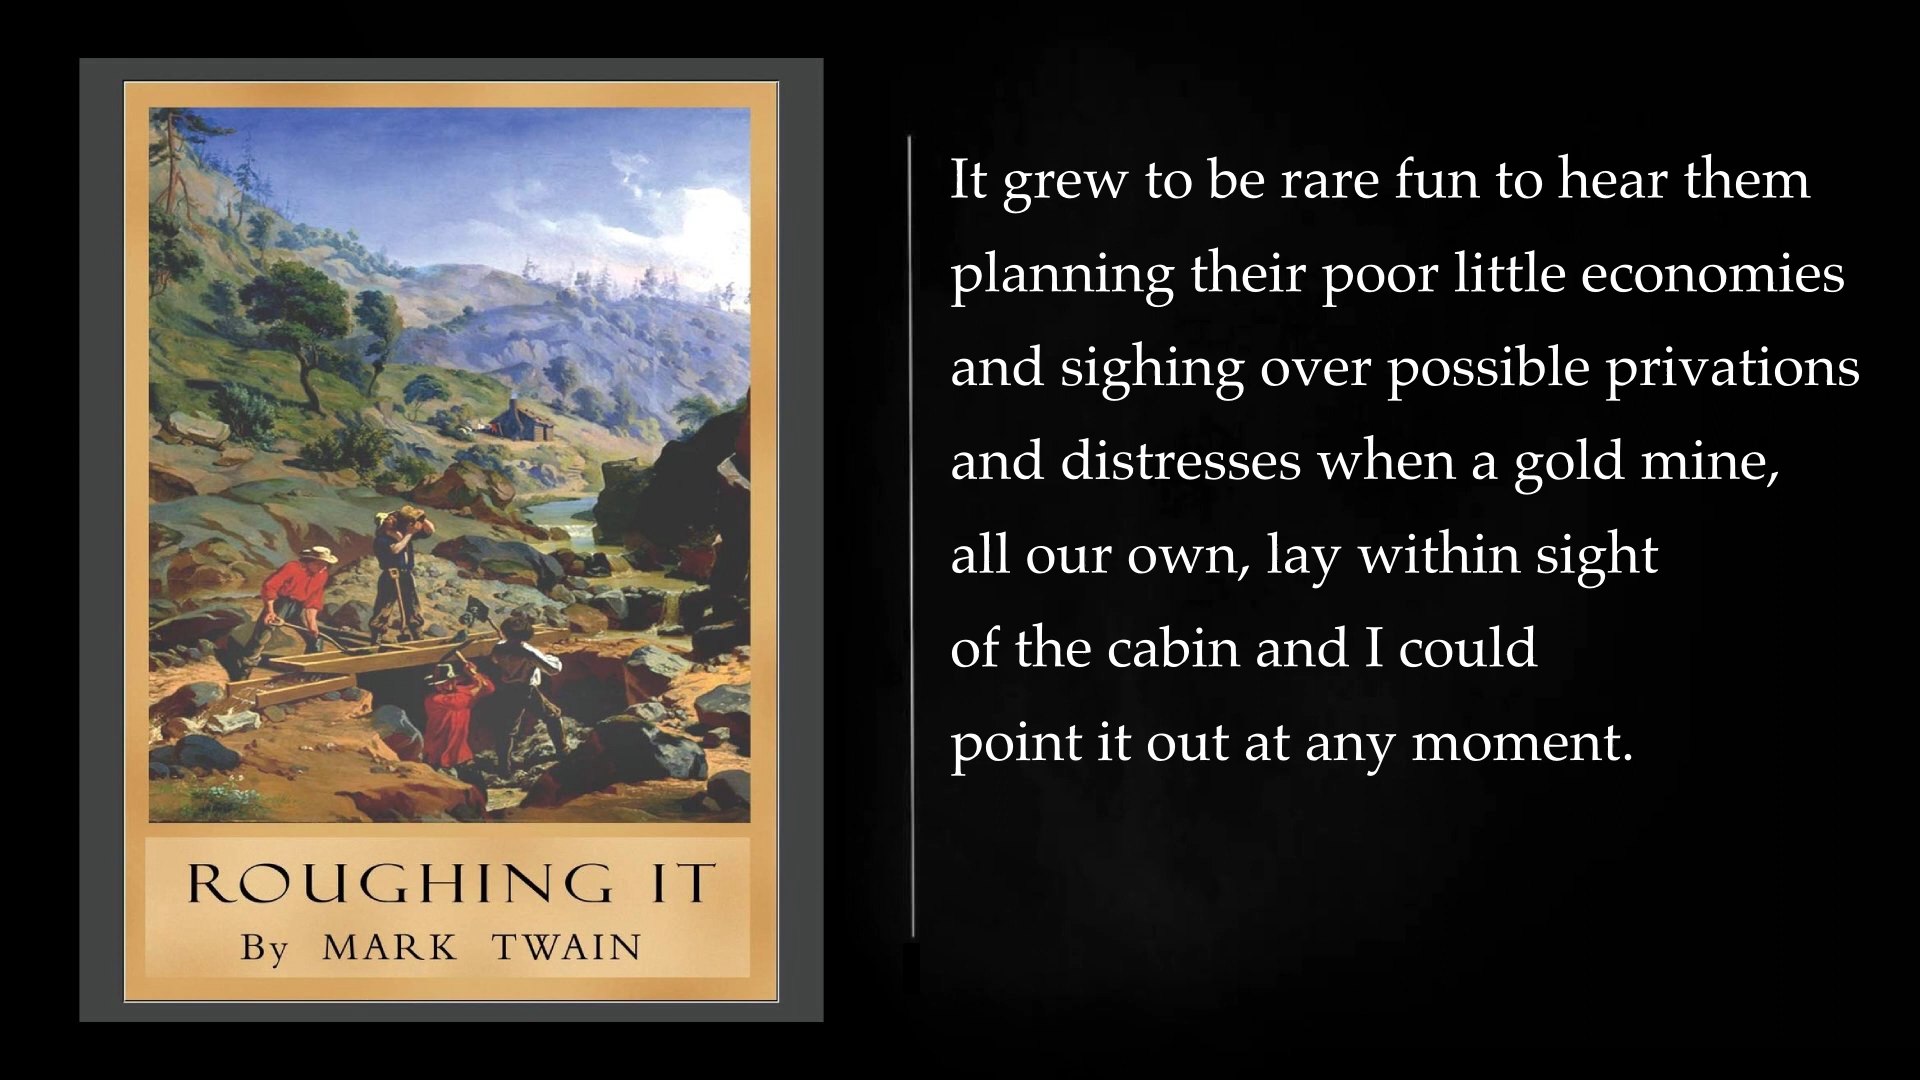 ROUGHING IT
By MARK TWAIN
It grew to be rare fun to hear them
planning their poor little economies
and sighing over possible privations
and distresses when a gold mine,
all our own, lay within sight
of the cabin and I could
point it out at any moment.